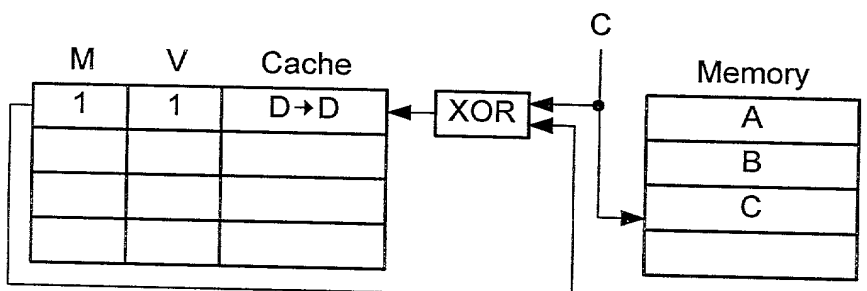 C
M V Cache
Memory
1 1 D→D
XOR
A
B
C